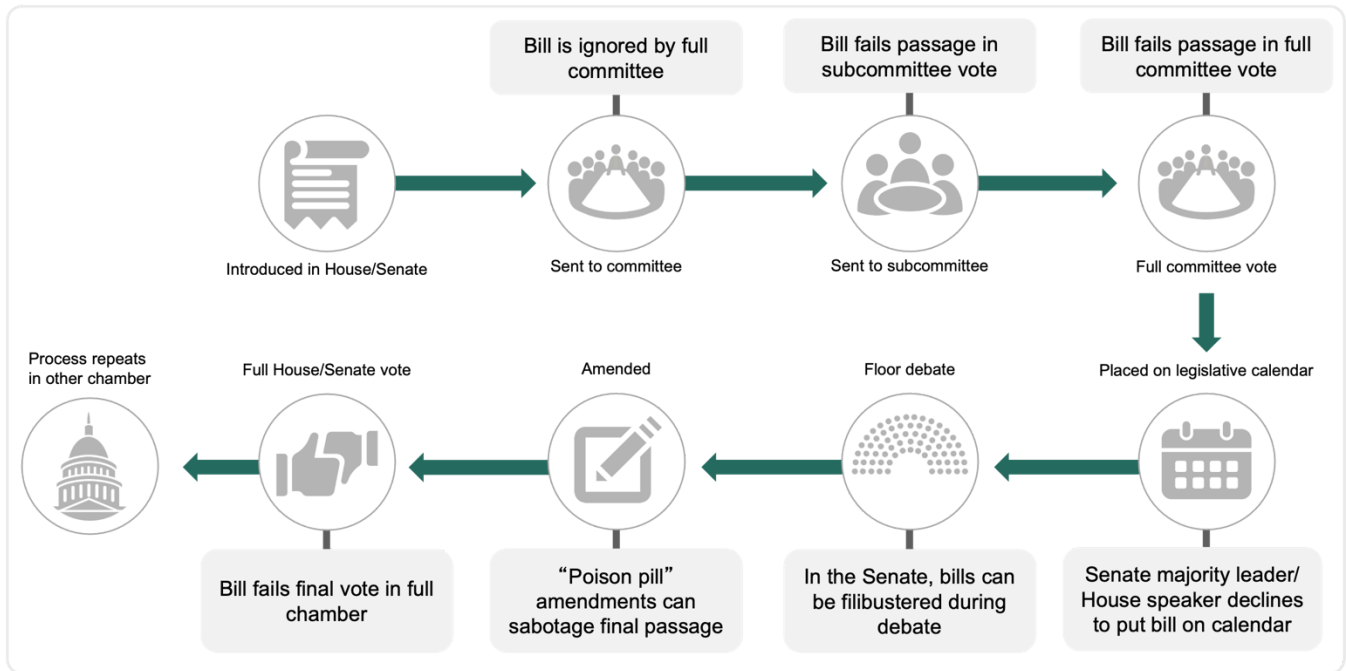 Bill is ignored by full
committee
Bill fails passage in
subcommittee vote
Bill fails passage in full
committee vote
Introduced in House/Senate
Sent to committee
Sent to subcommittee
Full committee vote
Process repeats
in other chamber
Full House/Senate vote
Amended
Floor debate
Placed on legislative calendar
Bill fails final vote in full
chamber
“Poison pill”
amendments can
sabotage final passage
In the Senate, bills can
be filibustered during
debate
Senate majority leader/
House speaker declines
to put bill on calendar